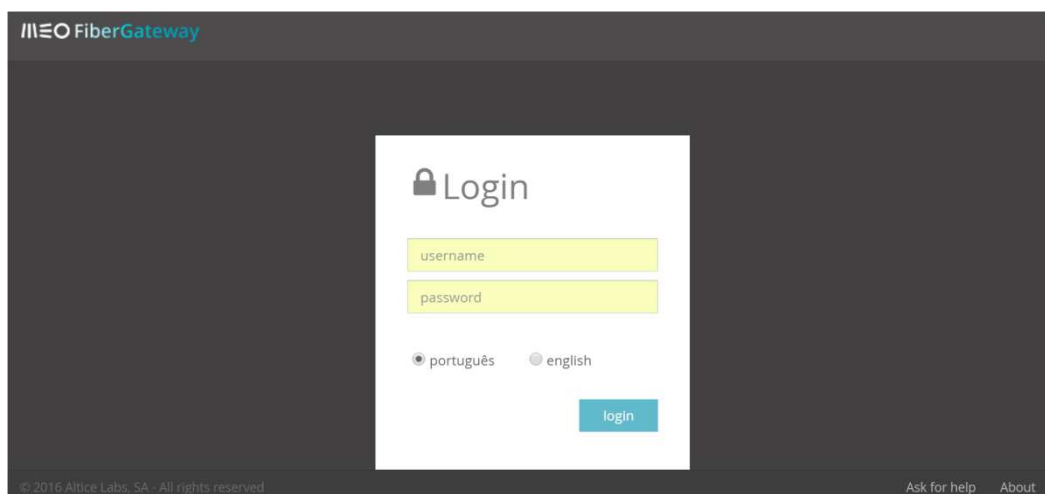 MEO FiberGateway
Login
username
password
português english
login
© 2016 Altice Labs, SA - All rights reserved Ask for help About